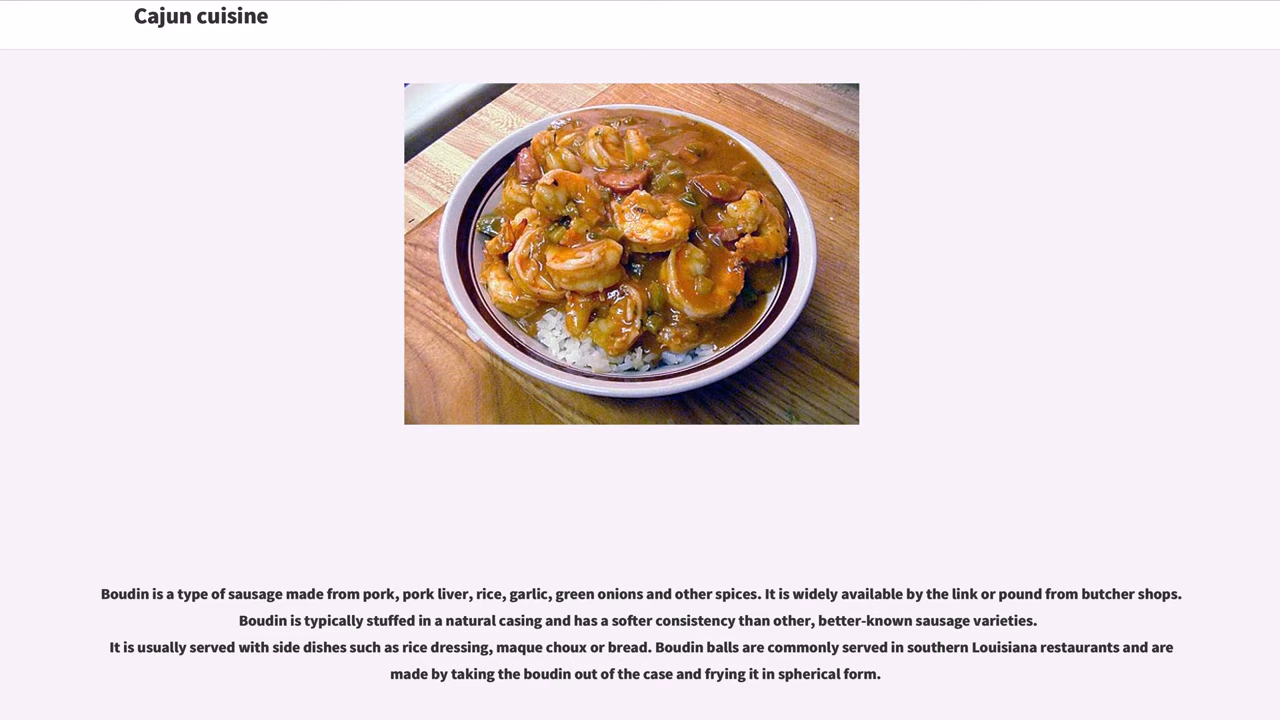 Cajun cuisine
Boudin is a type of sausage made from pork, pork liver, rice, garlic, green onions and other spices. It is widely available by the link or pound from butcher shops.
Boudin is typically stuffed in a natural casing and has a softer consistency than other, better-known sausage varieties.
It is usually served with side dishes such as rice dressing, maque choux or bread. Boudin balls are commonly served in southern Louisiana restaurants and are
made by taking the boudin out of the case and frying it in spherical form.